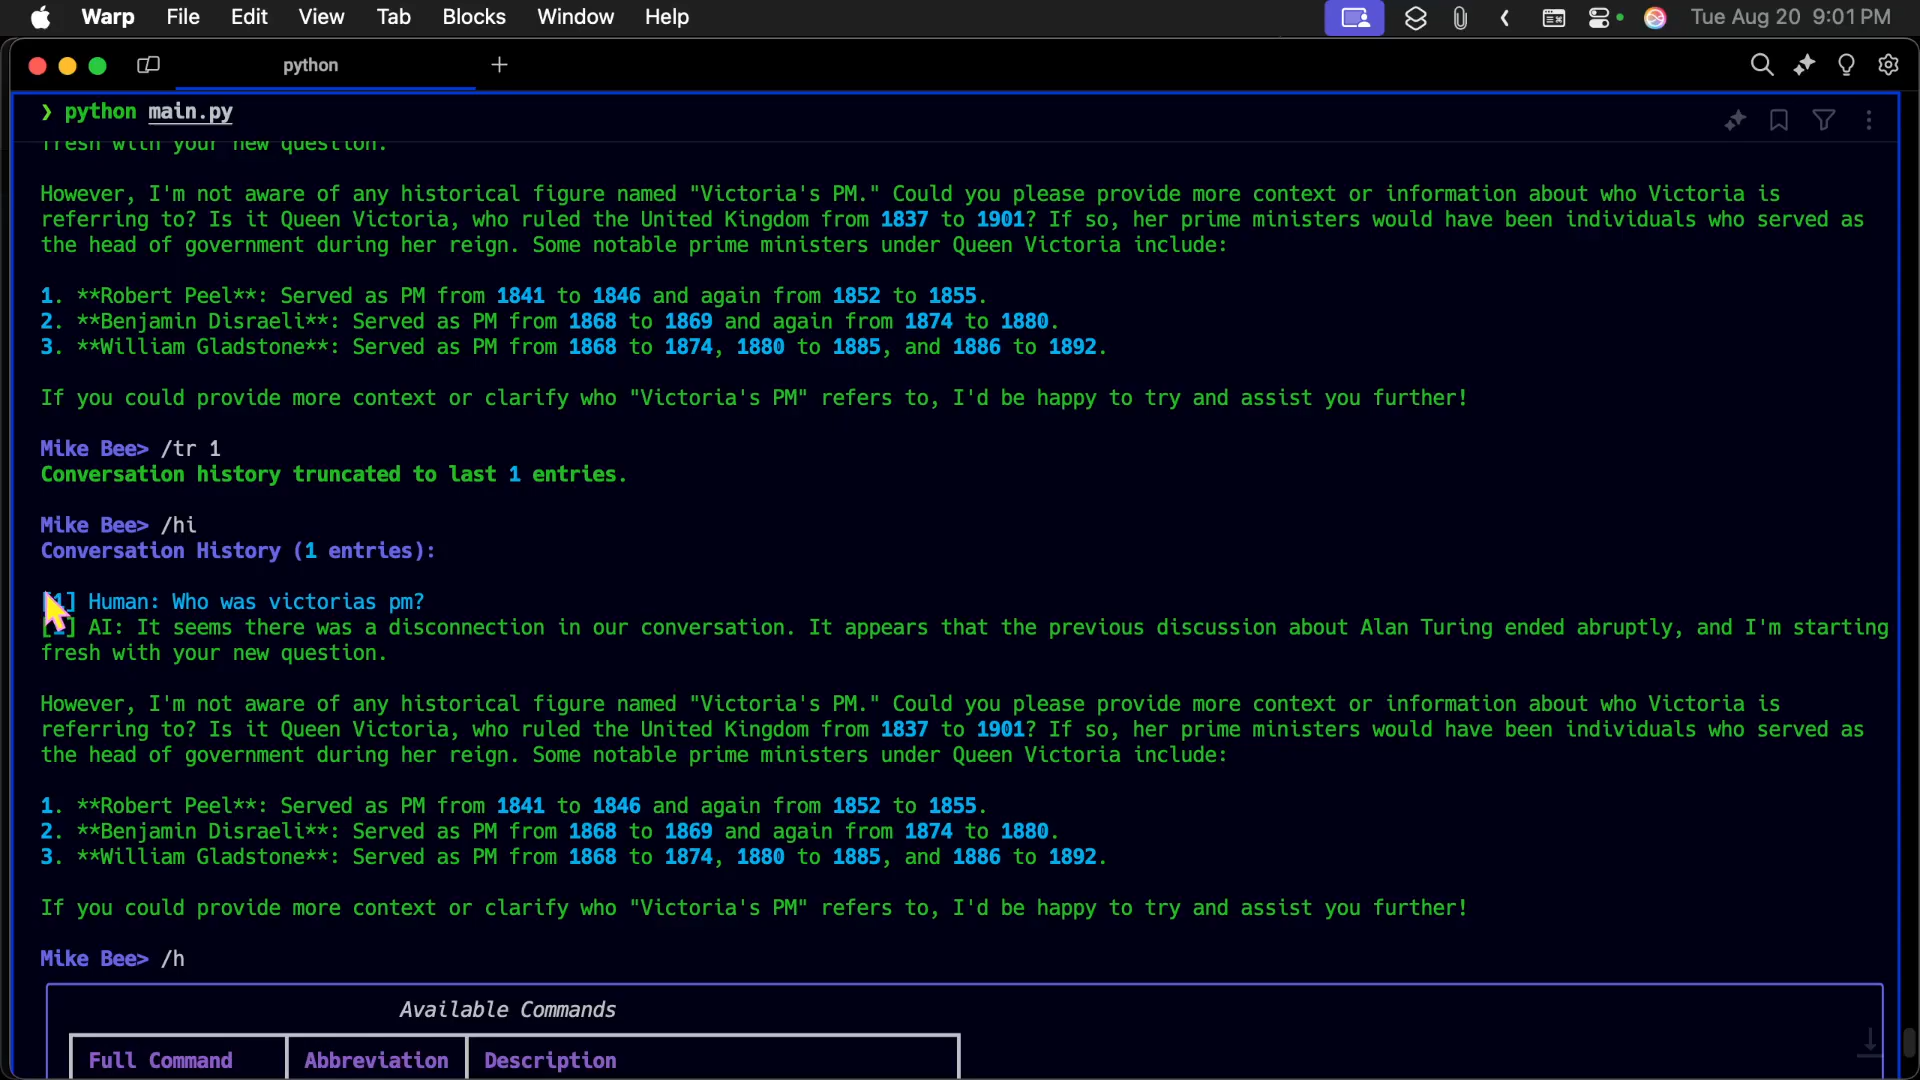 Warp File Edit View Tab Blocks Window Help Tue Aug 20 9:01 PM
python
❯ python main.py
fresh with your new question.
However, I'm not aware of any historical figure named "Victoria's PM." Could you please provide more context or information about who Victoria is
referring to? Is it Queen Victoria, who ruled the United Kingdom from 1837 to 1901? If so, her prime ministers would have been individuals who served as
the head of government during her reign. Some notable prime ministers under Queen Victoria include:
1. **Robert Peel**: Served as PM from 1841 to 1846 and again from 1852 to 1855.
2. **Benjamin Disraeli**: Served as PM from 1868 to 1869 and again from 1874 to 1880.
3. **William Gladstone**: Served as PM from 1868 to 1874, 1880 to 1885, and 1886 to 1892.
If you could provide more context or clarify who "Victoria's PM" refers to, I'd be happy to try and assist you further!
Mike Bee> /tr 1
Conversation history truncated to last 1 entries.
Mike Bee> /hi
Conversation History (1 entries):
[1] Human: Who was victorias pm?
[1] AI: It seems there was a disconnection in our conversation. It appears that the previous discussion about Alan Turing ended abruptly, and I'm starting
fresh with your new question.
However, I'm not aware of any historical figure named "Victoria's PM." Could you please provide more context or information about who Victoria is
referring to? Is it Queen Victoria, who ruled the United Kingdom from 1837 to 1901? If so, her prime ministers would have been individuals who served as
the head of government during her reign. Some notable prime ministers under Queen Victoria include:
1. **Robert Peel**: Served as PM from 1841 to 1846 and again from 1852 to 1855.
2. **Benjamin Disraeli**: Served as PM from 1868 to 1869 and again from 1874 to 1880.
3. **William Gladstone**: Served as PM from 1868 to 1874, 1880 to 1885, and 1886 to 1892.
If you could provide more context or clarify who "Victoria's PM" refers to, I'd be happy to try and assist you further!
Mike Bee> /h
Available Commands
Full Command Abbreviation Description